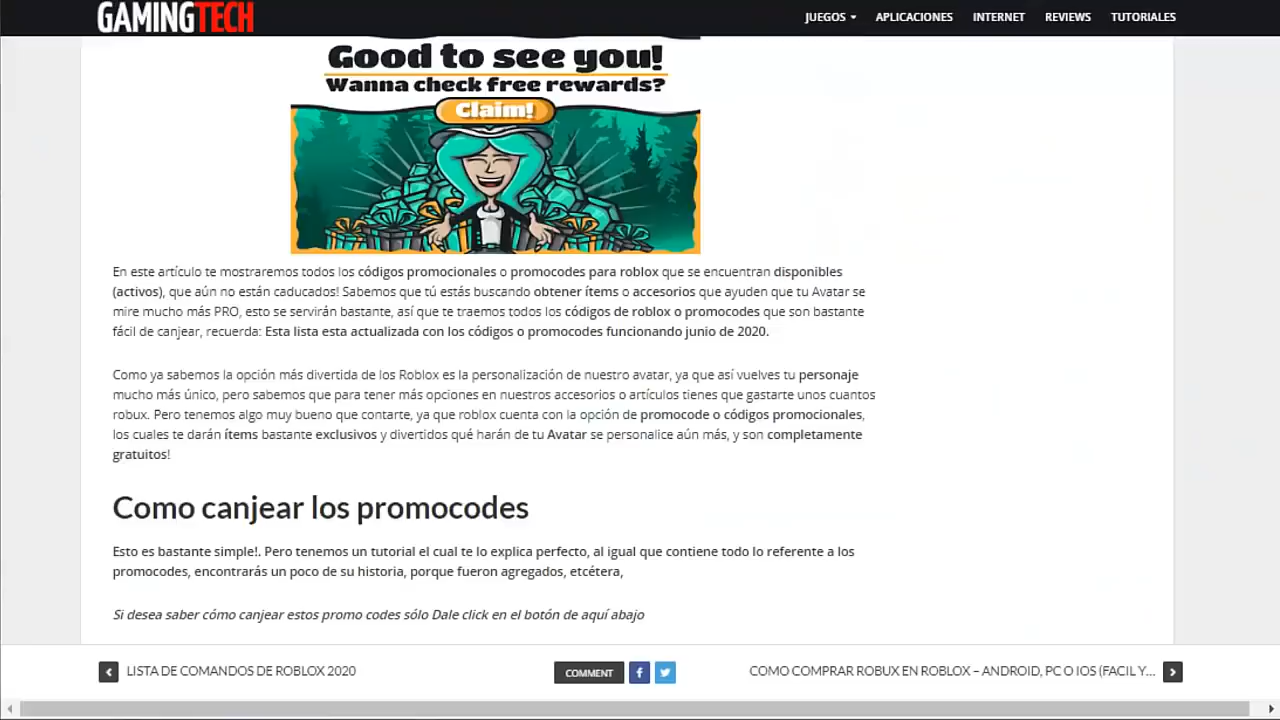 GAMINGTECH
JUEGOS
APLICACIONES
INTERNET
REVIEWS
TUTORIALES
Good to see you!
Wanna check free rewards?
Claim!
En este artículo te mostraremos todos los códigos promocionales o promocodes para roblox que se encuentran disponibles
(activos), que aún no están caducados! Sabemos que tú estás buscando obtener ítems o accesorios que ayuden que tu Avatar se
mire mucho más PRO, esto se servirán bastante, así que te traemos todos los códigos de roblox o promocodes que son bastante
fácil de canjear, recuerda: Esta lista esta actualizada con los códigos o promocodes funcionando junio de 2020.
Como ya sabemos la opción más divertida de los Roblox es la personalización de nuestro avatar, ya que así vuelves tu personaje
mucho más único, pero sabemos que para tener más opciones en nuestros accesorios o artículos tienes que gastarte unos cuantos
robux. Pero tenemos algo muy bueno que contarte, ya que roblox cuenta con la opción de promocode o códigos promocionales,
los cuales te darán ítems bastante exclusivos y divertidos qué harán de tu Avatar se personalice aún más, y son completamente
gratuitos!
Como canjear los promocodes
Esto es bastante simple!. Pero tenemos un tutorial el cual te lo explica perfecto, al igual que contiene todo lo referente a los
promocodes, encontrarás un poco de su historia, porque fueron agregados, etcétera,
Si desea saber cómo canjear estos promo codes sólo Dale click en el botón de aquí abajo
LISTA DE COMANDOS DE ROBLOX 2020
COMMENT
COMO COMPRAR ROBUX EN ROBLOX – ANDROID, PC O IOS (FACIL Y...